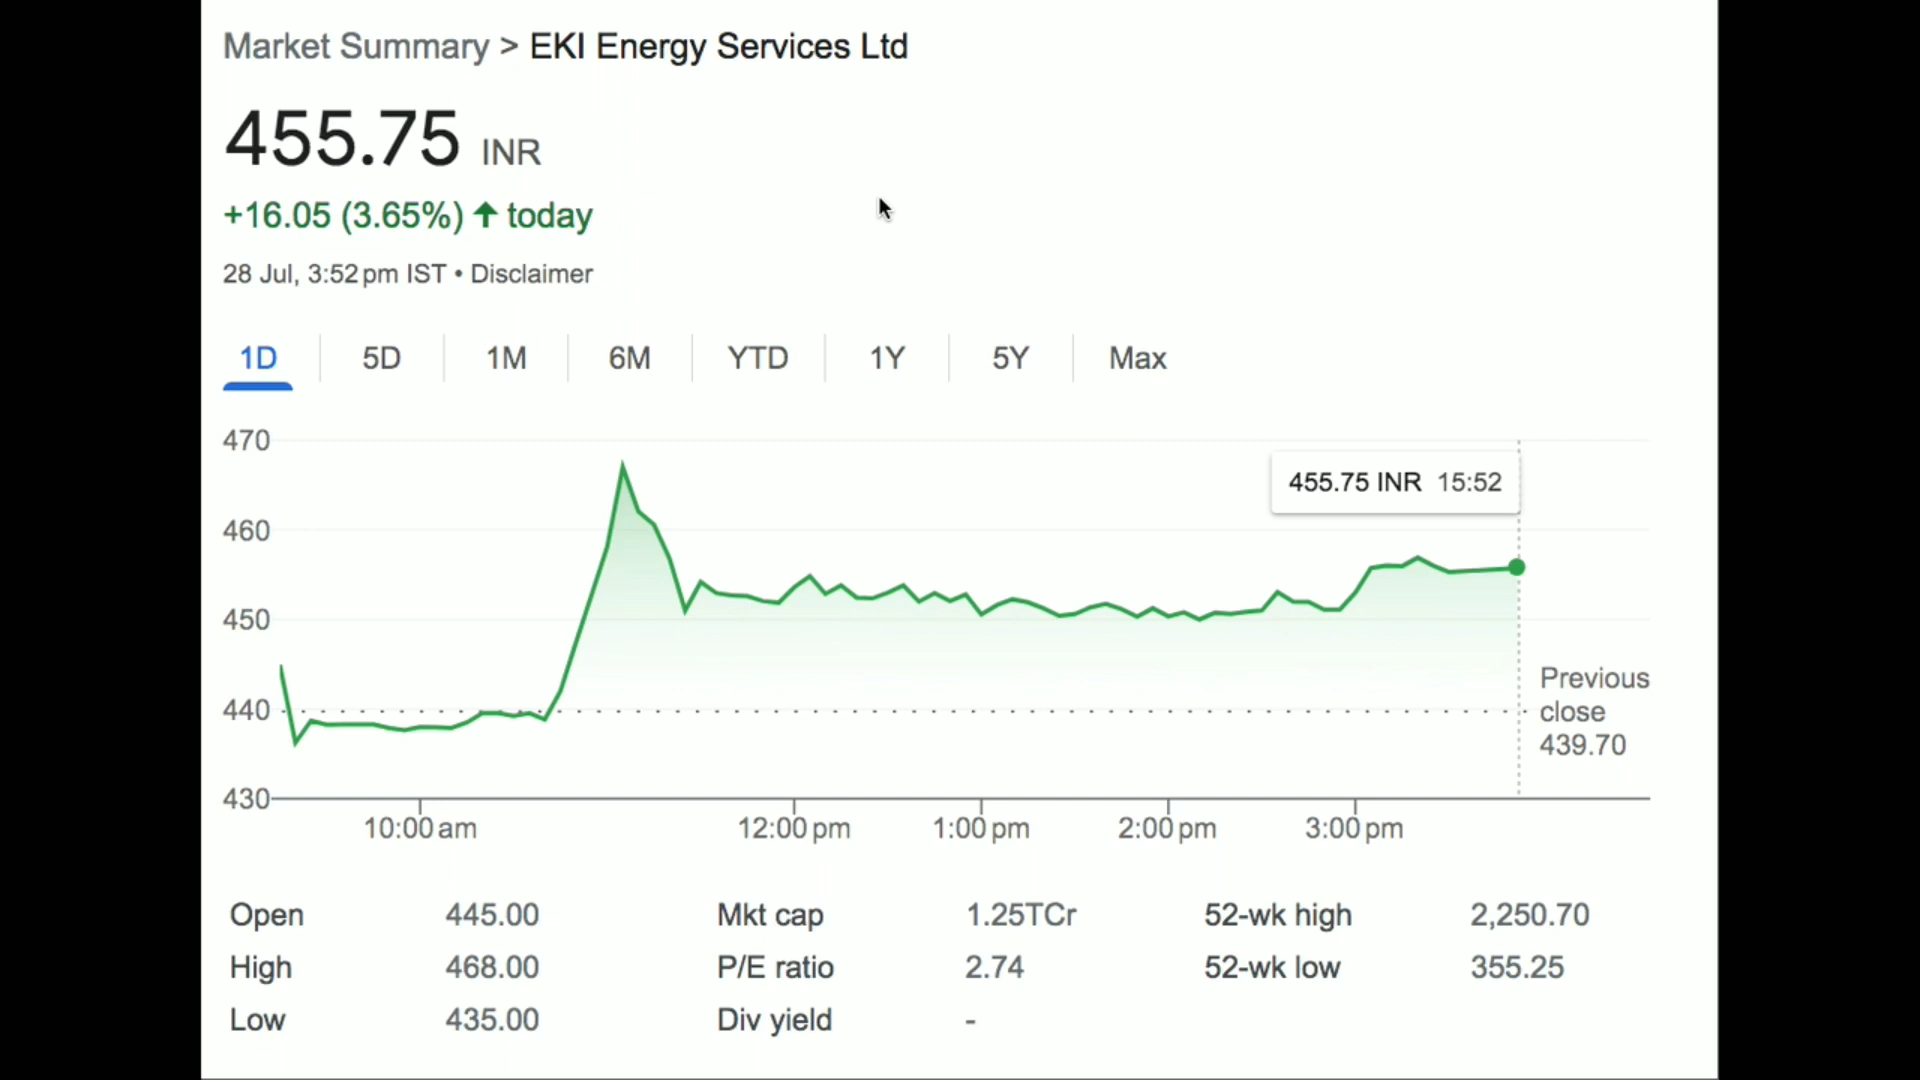 Market Summary > EKI Energy Services Ltd
455.75 INR
+16.05 (3.65%) ↑ today
28 Jul, 3:52 pm IST • Disclaimer
1D 5D 1M 6M YTD 1Y 5Y Max
470
455.75 INR 15:52
460
450
440
Previous
close
439.70
430
10:00 am 12:00 pm 1:00 pm 2:00 pm 3:00 pm
Open 445.00 Mkt cap 1.25TCr 52-wk high 2,250.70
High 468.00 P/E ratio 2.74 52-wk low 355.25
Low 435.00 Div yield -